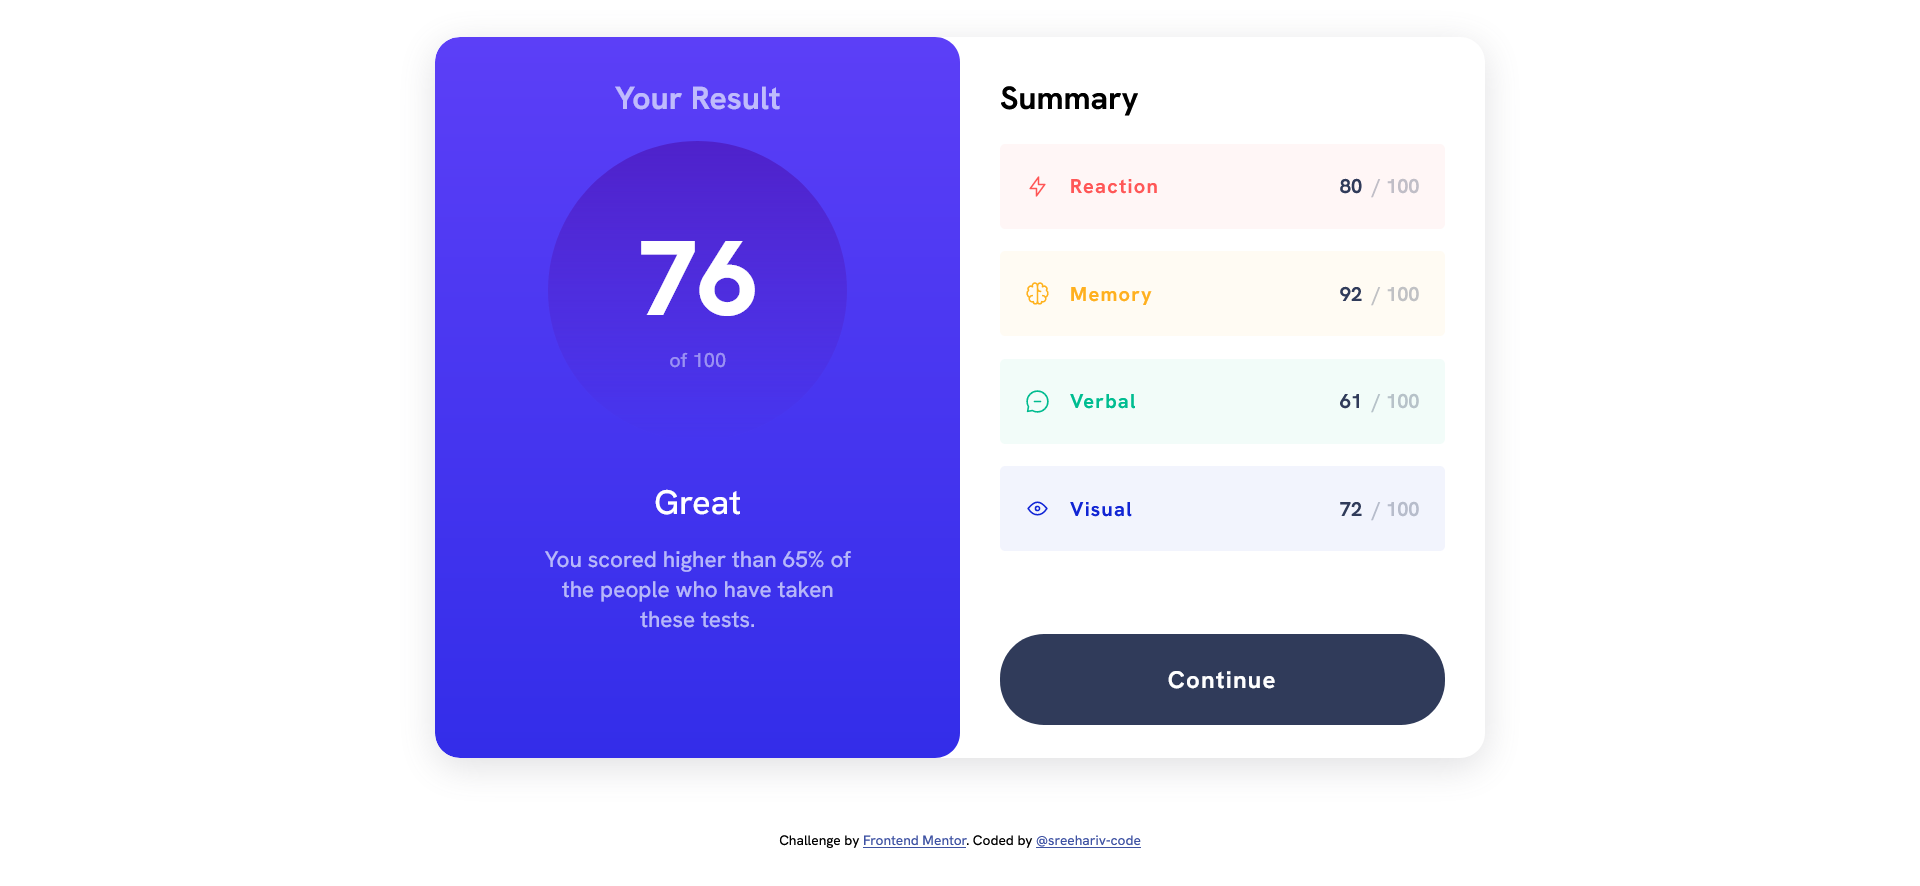 Your Result
76
of 100
Great
You scored higher than 65% of
the people who have taken
these tests.
Summary
Reaction 80 / 100
Memory 92 / 100
Verbal 61 / 100
Visual 72 / 100
Continue
Challenge by Frontend Mentor. Coded by @sreehariv-code